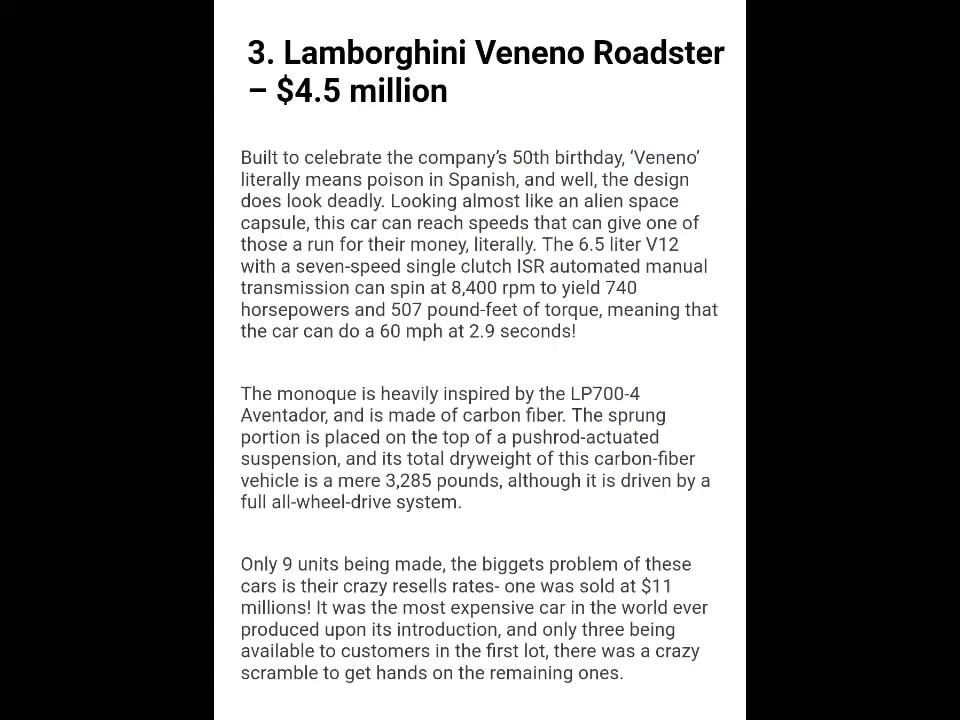 3. Lamborghini Veneno Roadster
– $4.5 million
Built to celebrate the company’s 50th birthday, ‘Veneno’
literally means poison in Spanish, and well, the design
does look deadly. Looking almost like an alien space
capsule, this car can reach speeds that can give one of
those a run for their money, literally. The 6.5 liter V12
with a seven-speed single clutch ISR automated manual
transmission can spin at 8,400 rpm to yield 740
horsepowers and 507 pound-feet of torque, meaning that
the car can do a 60 mph at 2.9 seconds!
The monoque is heavily inspired by the LP700-4
Aventador, and is made of carbon fiber. The sprung
portion is placed on the top of a pushrod-actuated
suspension, and its total dryweight of this carbon-fiber
vehicle is a mere 3,285 pounds, although it is driven by a
full all-wheel-drive system.
Only 9 units being made, the biggets problem of these
cars is their crazy resells rates- one was sold at $11
millions! It was the most expensive car in the world ever
produced upon its introduction, and only three being
available to customers in the first lot, there was a crazy
scramble to get hands on the remaining ones.